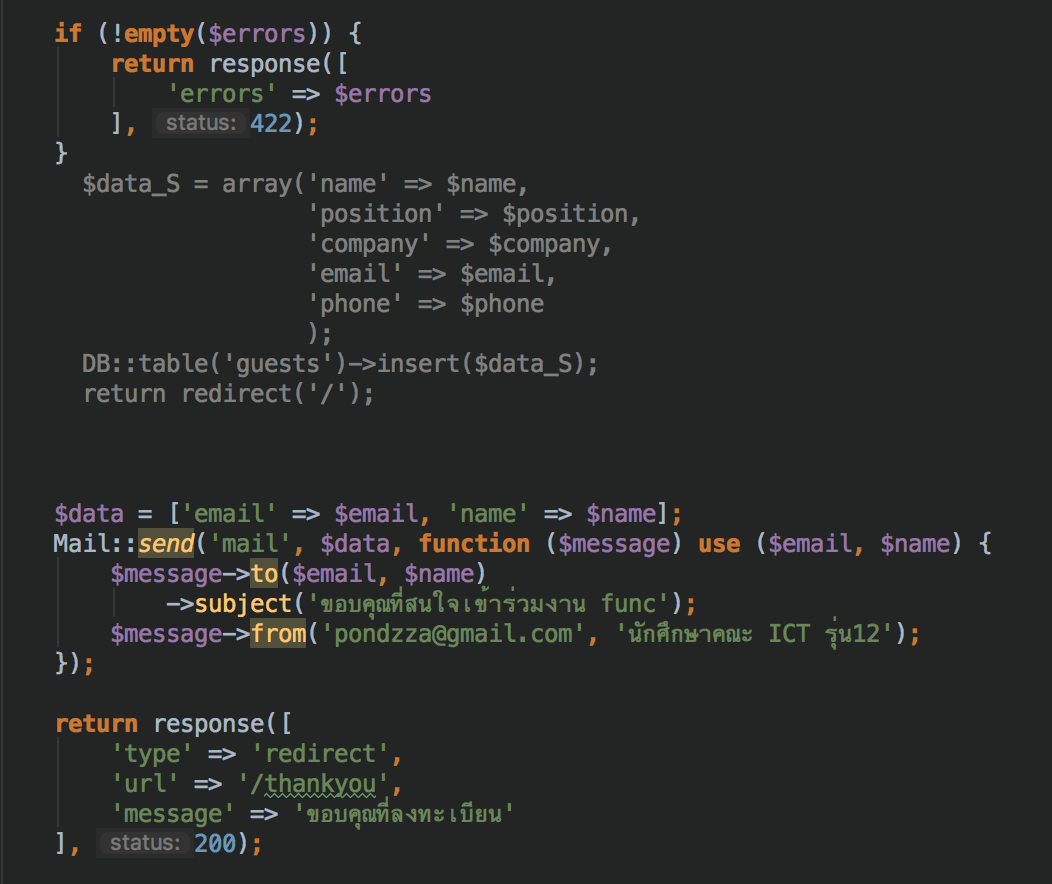 if (!empty($errors)) {
return response([
'errors' => $errors
], status: 422);
}
$data_S = array('name' => $name,
'position' => $position,
'company' => $company,
'email' => $email,
'phone' => $phone
);
DB::table('guests')->insert($data_S);
return redirect('/');
$data = ['email' => $email, 'name' => $name];
Mail::send('mail', $data, function ($message) use ($email, $name) {
$message->to($email, $name)
->subject('ขอบคุณที่สนใจเข้าร่วมงาน func');
$message->from('pondzza@gmail.com', 'นักศึกษาคณะ ICT รุ่น12');
});
return response([
'type' => 'redirect',
'url' => '/thankyou',
'message' => 'ขอบคุณที่ลงทะเบียน'
], status: 200);